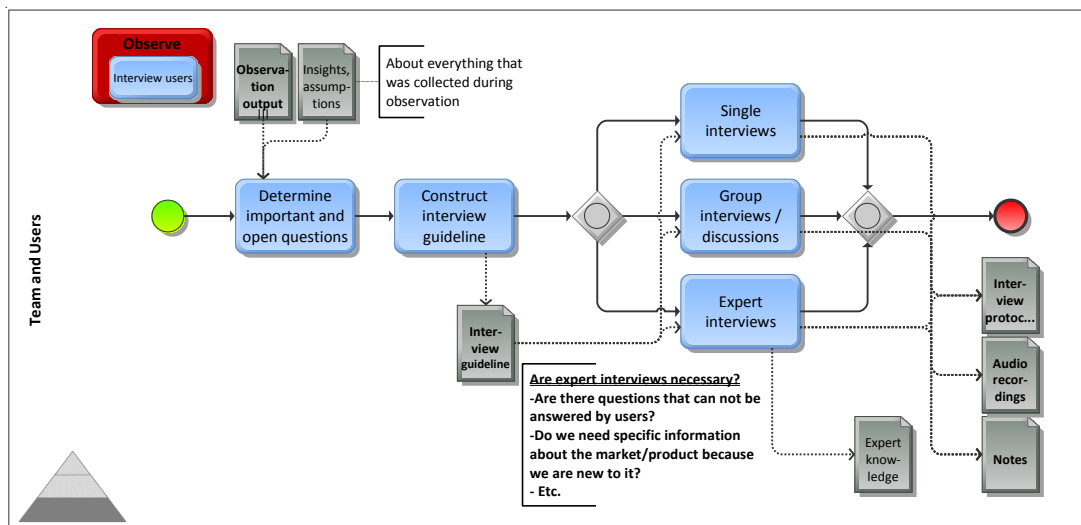 Observe
Interview users
Observa-
tion
output
Insights,
assump-
tions
About everything that
was collected during
observation
Team and Users
Determine
important and
open questions
Construct
interview
guideline
Single
interviews
Group
interviews /
discussions
Expert
interviews
Inter-
view
guideline
Are expert interviews necessary?
-Are there questions that can not be
answered by users?
-Do we need specific information
about the market/product because
we are new to it?
- Etc.
Expert
know-
ledge
Inter-
view
protoc...
Audio
recor-
dings
Notes